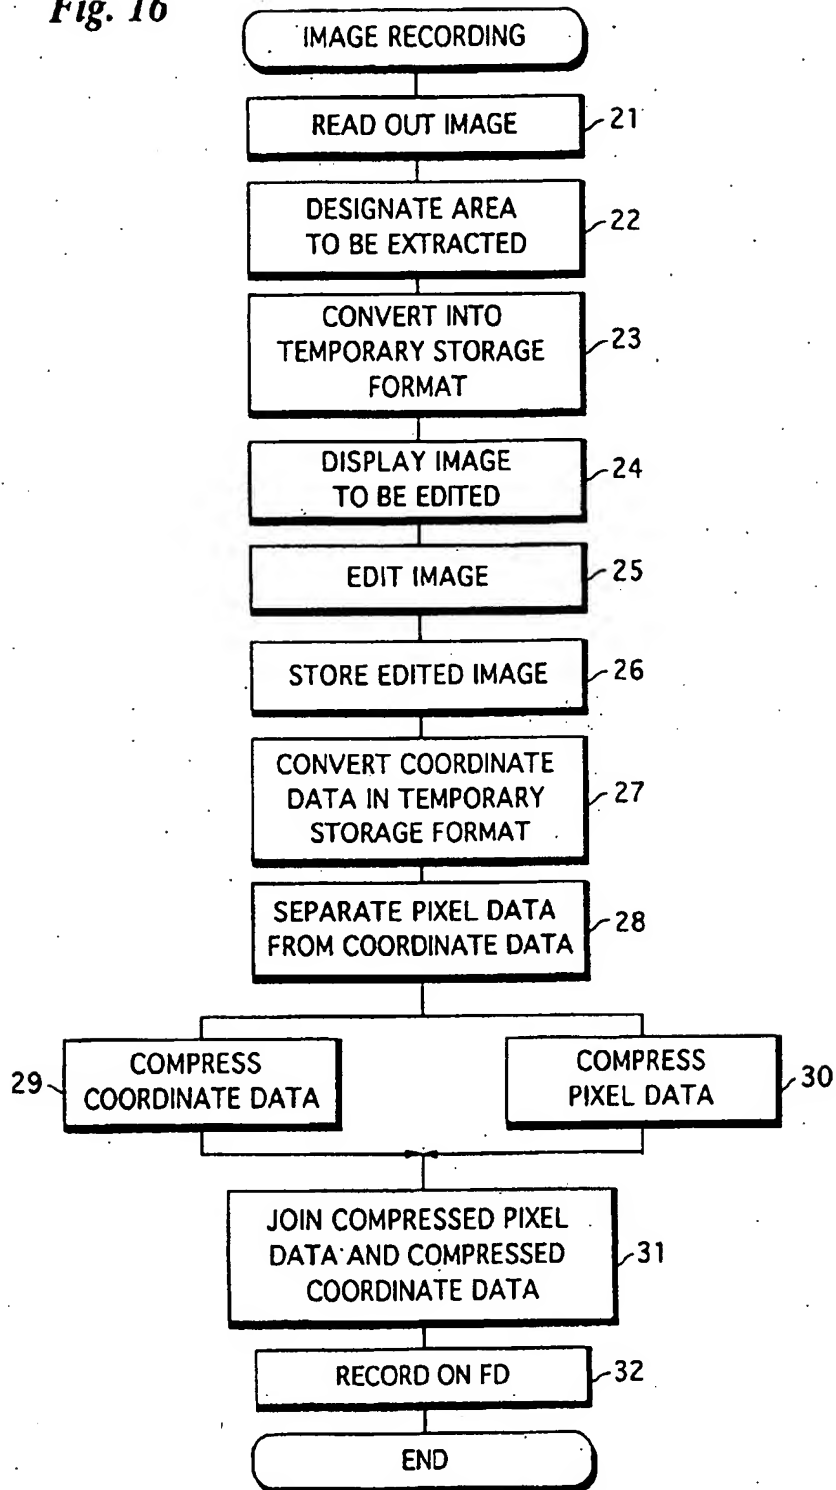 Fig. 16
IMAGE RECORDING
READ OUT IMAGE
21
DESIGNATE AREA
TO BE EXTRACTED
22
CONVERT INTO
TEMPORARY STORAGE
FORMAT
23
DISPLAY IMAGE
TO BE EDITED
24
EDIT IMAGE
25
STORE EDITED IMAGE
26
CONVERT COORDINATE
DATA IN TEMPORARY
STORAGE FORMAT
27
SEPARATE PIXEL DATA
FROM COORDINATE DATA
28
29
COMPRESS
COORDINATE DATA
COMPRESS
PIXEL DATA
30
JOIN COMPRESSED PIXEL
DATA AND COMPRESSED
COORDINATE DATA
31
RECORD ON FD
32
END